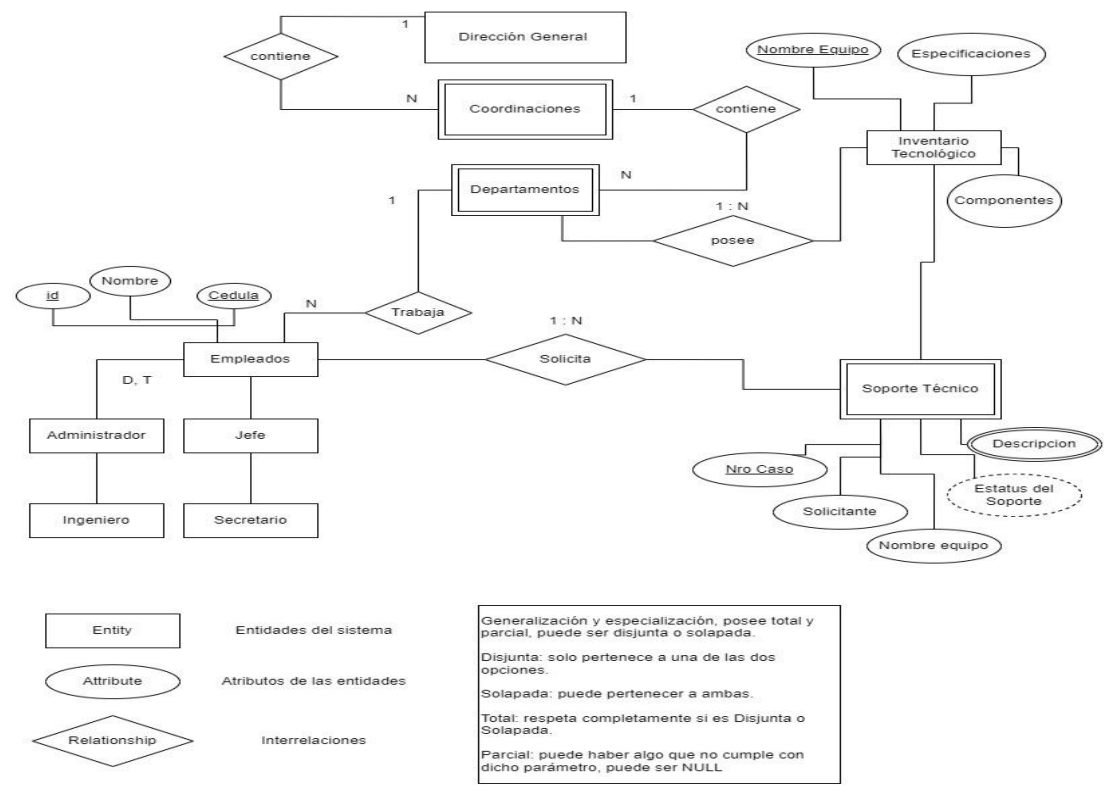 1
Dirección General
contiene
N
Coordinaciones
1
contiene
Nombre Equipo
Especificaciones
Inventario
Tecnológico
Componentes
Departamentos
N
1
1 : N
posee
id
Nombre
Cedula
N
Trabaja
Empleados
1 : N
Solicita
D, T
Soporte Técnico
Administrador
Jefe
Ingeniero
Secretario
Descripcion
Nro Caso
Estatus del
Soporte
Solicitante
Nombre equipo
Entity
Entidades del sistema
Attribute
Atributos de las entidades
Relationship
Interrelaciones
Generalización y especialización, posee total y
parcial, puede ser disjunta o solapada.
Disjunta: solo pertenece a una de las dos
opciones.
Solapada: puede pertenecer a ambas.
Total: respeta completamente si es Disjunta o
Solapada.
Parcial: puede haber algo que no cumple con
dicho parámetro, puede ser NULL